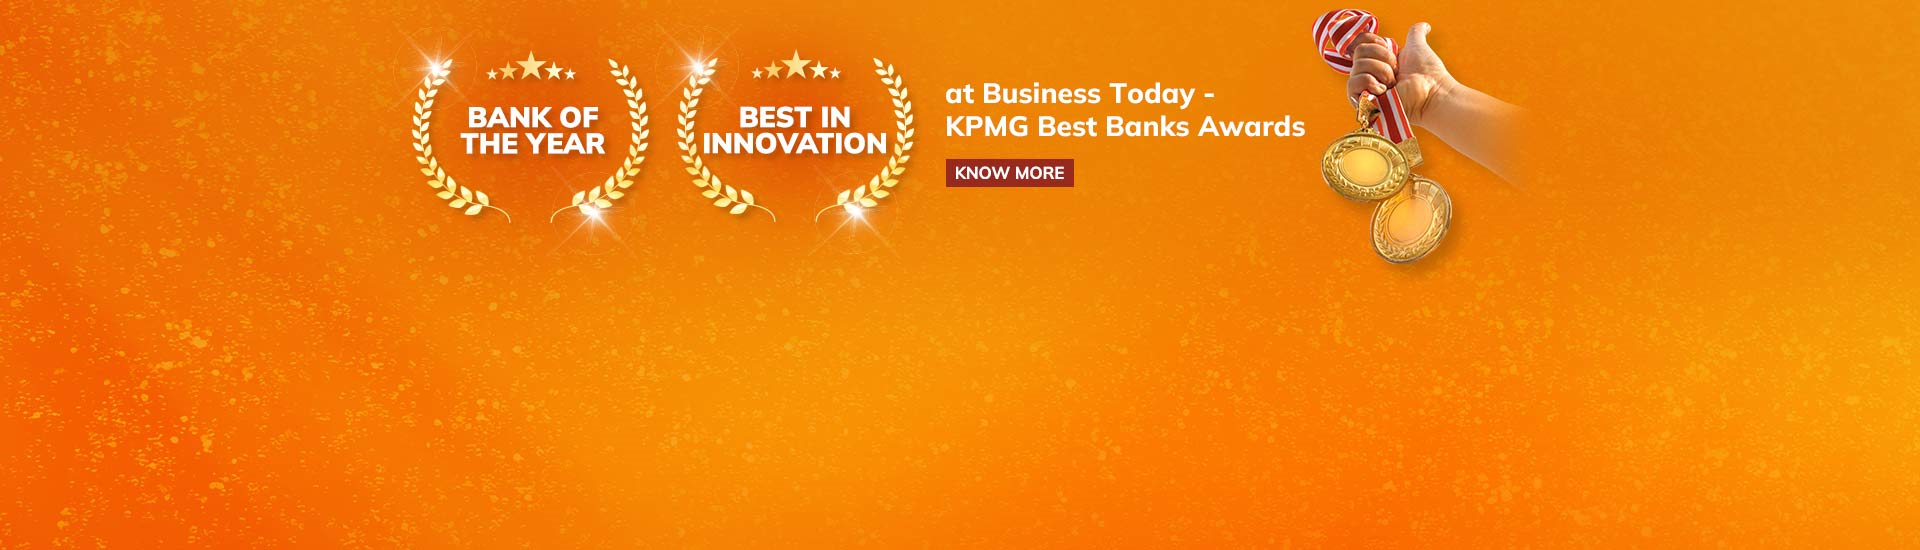 BANK OF
THE YEAR
BEST IN
INNOVATION
at Business Today -
KPMG Best Banks Awards
KNOW MORE